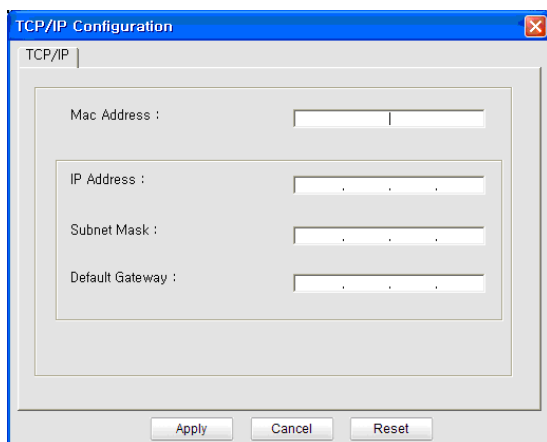 TCP/IP Configuration
TCP/IP
Mac Address :
IP Address :
. . .
Subnet Mask :
. . .
Default Gateway :
. . .
Apply Cancel Reset